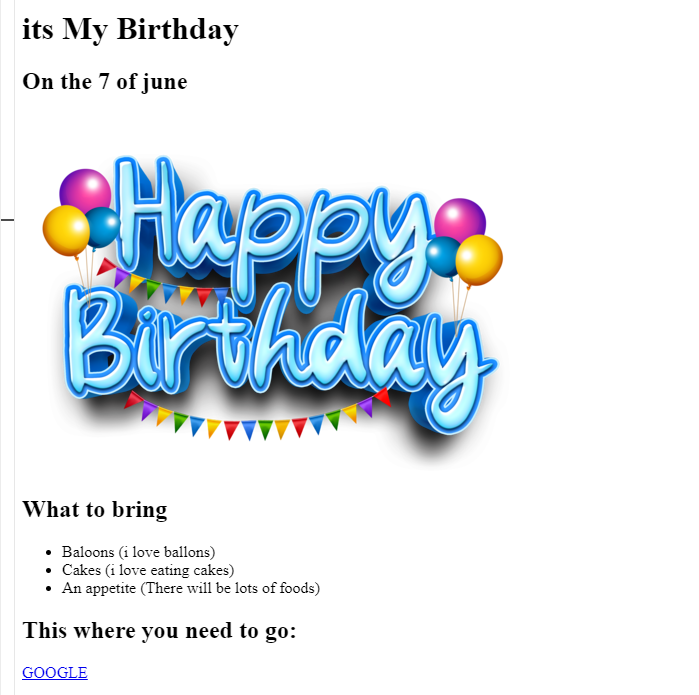 its My Birthday
On the 7 of june
Happy
Birthday
What to bring
Baloons (i love ballons)
Cakes (i love eating cakes)
An appetite (There will be lots of foods)
This where you need to go:
GOOGLE